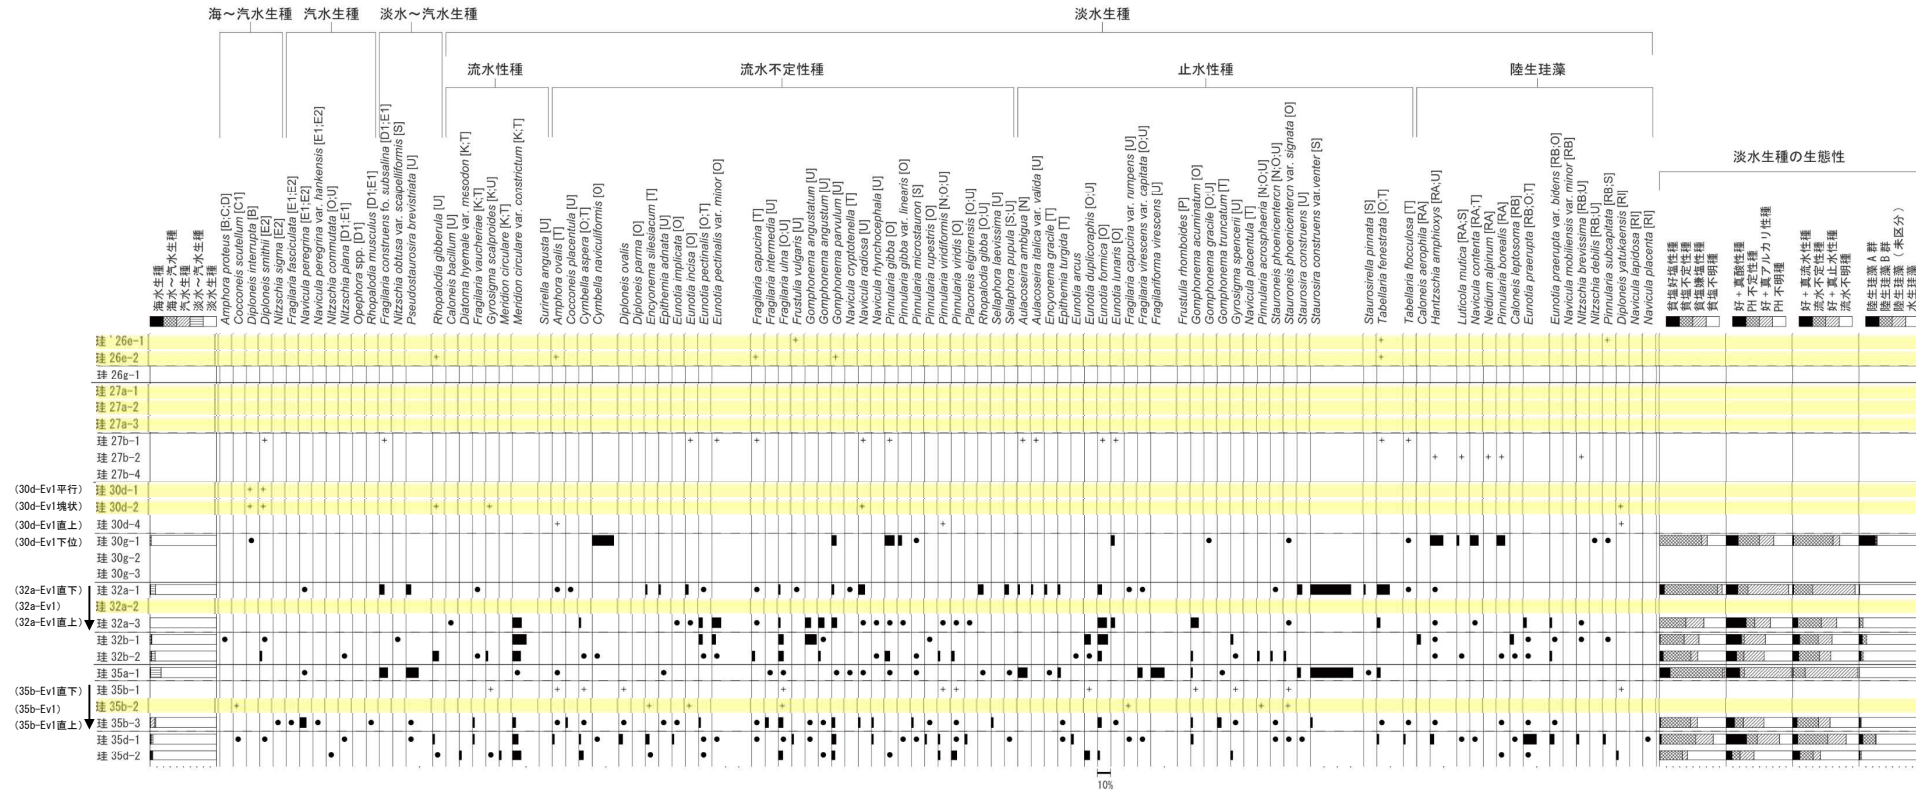 海～汽水生種
汽水生種
淡水～汽水生種
淡水生種
流水性種
流水不定性種
止水性種
陸生珪藻
淡水生種の生態性
海水生種
海水～汽水生種
汽水生種
淡水～汽水生種
淡水生種
Amphora proteus [B;C;D]
Cocconeis scutellum [C1]
Diploneis interrupta [B]
Diploneis smithii [E2]
Nitzschia sigma [E2]
Fragilaria fasciculata [E1;E2]
Navicula peregrina [E1;E2]
Navicula peregrina var. hankensis [E1;E2]
Nitzschia commutata [O;U]
Nitzschia plana [D1;E1]
Opephora spp. [D1]
Rhopalodia musculus [D1;E1]
Fragilaria construens fo. subsalina [D1;E1]
Nitzschia obtusa var. scapelliformis [S]
Pseudostaurosira brevistriata [U]
Rhopalodia gibberula [U]
Caloneis bacillum [U]
Diatoma hyemale var. mesodon [K;T]
Fragilaria vaucheriae [K;T]
Gyrosigma scalproides [K;U]
Meridion circulare [K;T]
Meridion circulare var. constrictum [K;T]
Surirella angusta [U]
Amphora ovalis [T]
Cocconeis placentula [U]
Cymbella aspera [O;T]
Cymbella naviculiformis [O]
Diploneis ovalis
Diploneis parma [O]
Encyonema silesiacum [T]
Epithemia adnata [U]
Eunotia implicata [O]
Eunotia incisa [O]
Eunotia pectinalis [O;T]
Eunotia pectinalis var. minor [O]
Fragilaria capucina [T]
Fragilaria intermedia [U]
Fragilaria ulna [O;U]
Frustulia vulgaris [U]
Gomphonema angustatum [U]
Gomphonema angustum [U]
Gomphonema parvulum [U]
Navicula cryptotenella [T]
Navicula radiosa [U]
Navicula rhynchocephala [U]
Pinnularia gibba [O]
Pinnularia gibba var. linearis [O]
Pinnularia microstauron [S]
Pinnularia rupestris [O]
Pinnularia viridiformis [N;O;U]
Pinnularia viridis [O]
Placoneis elginensis [O;U]
Rhopalodia gibba [O;U]
Sellaphora laevissima [U]
Sellaphora pupula [S;U]
Aulacoseira ambigua [N]
Aulacoseira italica var. valida [U]
Encyonema gracile [T]
Epithemia turgida [T]
Eunotia arcus
Eunotia duplicoraphis [O;U]
Eunotia formica [O]
Eunotia lunaris [O]
Fragilaria capucina var. rumpens [U]
Fragilaria virescens var. capitata [O;U]
Fragilariforma virescens [U]
Frustulia rhomboides [P]
Gomphonema acuminatum [O]
Gomphonema gracile [O;U]
Gomphonema truncatum [T]
Gyrosigma spencerii [U]
Navicula placentula [T]
Pinnularia acrosphaeria [N;O;U]
Stauroneis phoenicentercn [N;O;U]
Stauroneis phoenicentercn var. signata [O]
Staurosira construens [U]
Staurosira construens var.venter [S]
Staurosirella pinnata [S]
Tabellaria fenestrata [O;T]
Tabellaria flocculosa [T]
Caloneis aerophila [RA]
Hantzschia amphioxys [RA;U]
Luticola mutica [RA;S]
Navicula contenta [RA;T]
Neidium alpinum [RA]
Pinnularia borealis [RA]
Caloneis leptosoma [RB]
Eunotia praerupta [RB;O;T]
Eunotia praerupta var. bidens [RB;O]
Navicula mobiliensis var. minor [RB]
Nitzschia brevissima [RB;U]
Nitzschia debilis [RB;U]
Pinnularia subcapitata [RB;S]
Diploneis yatukaensis [RI]
Navicula lapidosa [RI]
Navicula placenta [RI]
貧塩好塩性種
貧塩不定性種
貧塩嫌塩性種
貧塩不明種
好＋真酸性種
PH 不定性種
好＋真アルカリ性種
PH 不明種
好＋真流水性種
流水不定性種
好＋真止水性種
流水不明種
陸生珪藻 A 群
陸生珪藻 B 群
陸生珪藻（未区分）
水生珪藻
珪 26e-1
珪 26e-2
珪 26g-1
珪 27a-1
珪 27a-2
珪 27a-3
珪 27b-1
珪 27b-2
珪 27b-4
(30d-Ev1平行) 珪 30d-1
(30d-Ev1塊状) 珪 30d-2
(30d-Ev1直上) 珪 30d-4
(30d-Ev1下位) 珪 30g-1
珪 30g-2
珪 30g-3
(32a-Ev1直下) 珪 32a-1
(32a-Ev1) 珪 32a-2
(32a-Ev1直上) 珪 32a-3
珪 32b-1
珪 32b-2
珪 35a-1
(35b-Ev1直下) 珪 35b-1
(35b-Ev1) 珪 35b-2
(35b-Ev1直上) 珪 35b-3
珪 35d-1
珪 35d-2
10%